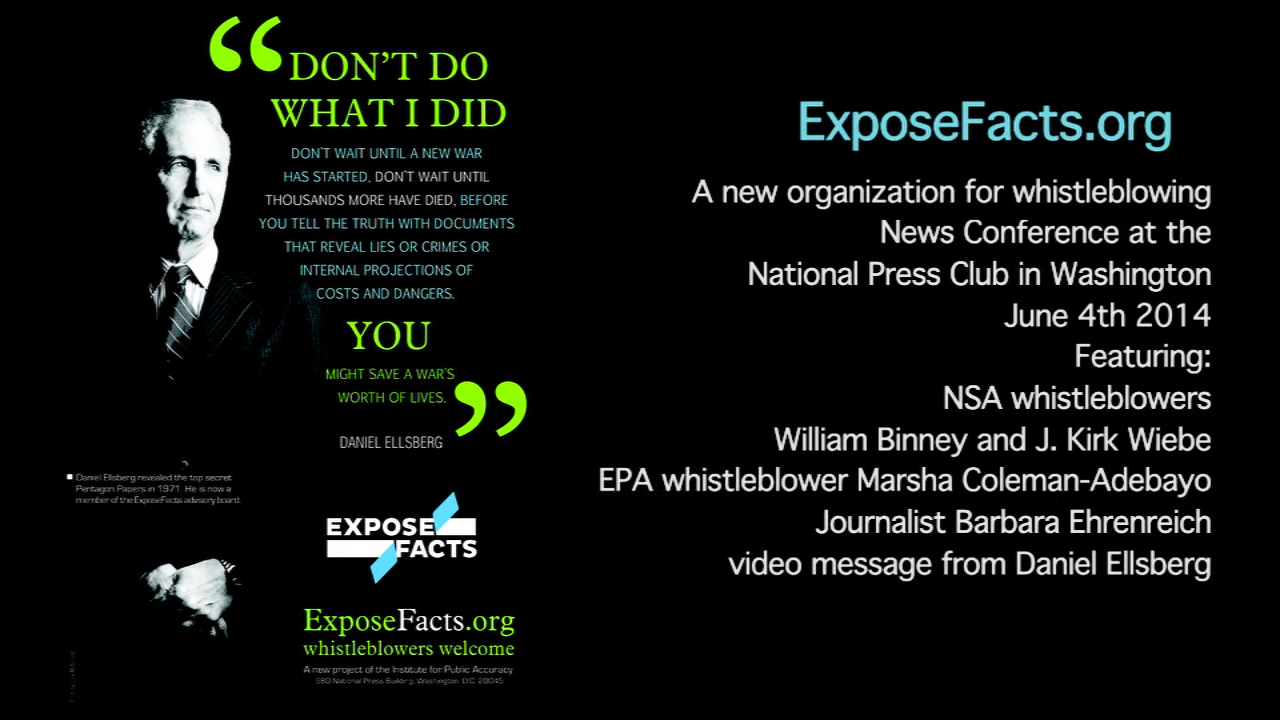 “DON’T DO
WHAT I DID
DON’T WAIT UNTIL A NEW WAR
HAS STARTED, DON’T WAIT UNTIL
THOUSANDS MORE HAVE DIED, BEFORE
YOU TELL THE TRUTH WITH DOCUMENTS
THAT REVEAL LIES OR CRIMES OR
INTERNAL PROJECTIONS OF
COSTS AND DANGERS.
YOU
MIGHT SAVE A WAR’S
WORTH OF LIVES.”
DANIEL ELLSBERG
Daniel Ellsberg revealed the top secret
Pentagon Papers in 1971. He is now a
member of the ExposeFacts advisory board.
EXPOSE
FACTS
ExposeFacts.org
whistleblowers welcome
A new project of the Institute for Public Accuracy
980 National Press Building, Washington D.C. 20045
ExposeFacts.org
A new organization for whistleblowing
News Conference at the
National Press Club in Washington
June 4th 2014
Featuring:
NSA whistleblowers
William Binney and J. Kirk Wiebe
EPA whistleblower Marsha Coleman-Adebayo
Journalist Barbara Ehrenreich
video message from Daniel Ellsberg